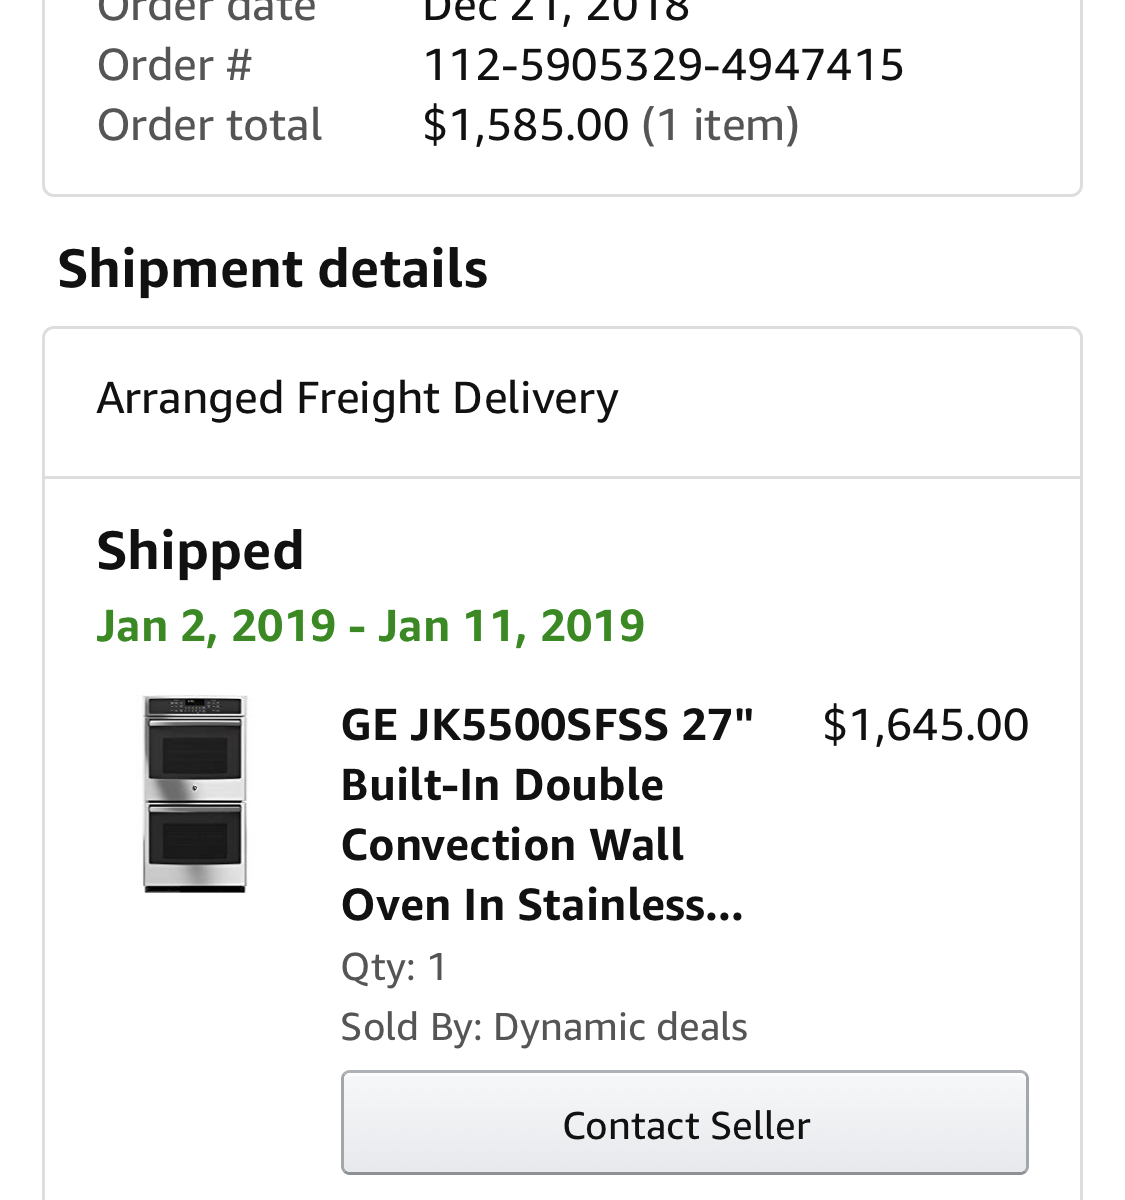 Order date Dec 21, 2018
Order # 112-5905329-4947415
Order total $1,585.00 (1 item)
Shipment details
Arranged Freight Delivery
Shipped
Jan 2, 2019 - Jan 11, 2019
GE JK5500SFSS 27" $1,645.00
Built-In Double
Convection Wall
Oven In Stainless...
Qty: 1
Sold By: Dynamic deals
Contact Seller